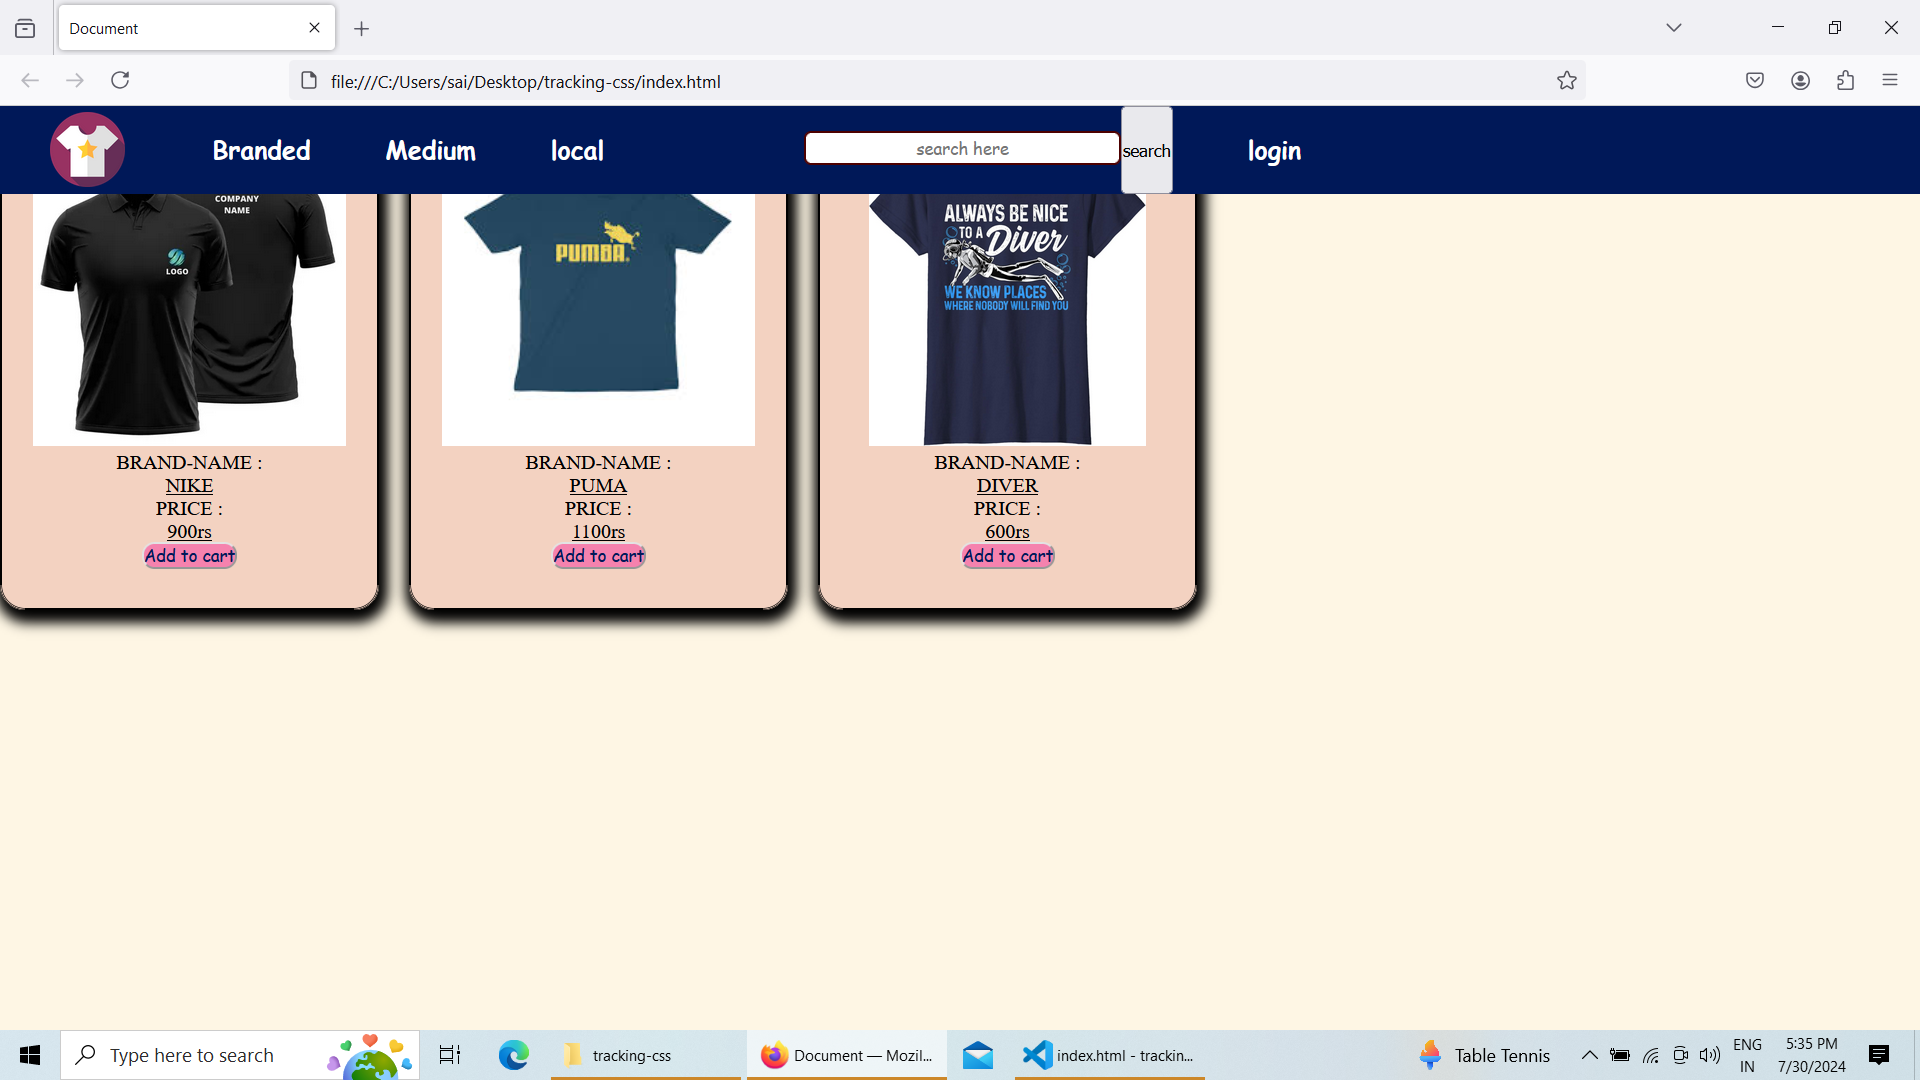 Document
file:///C:/Users/sai/Desktop/tracking-css/index.html
Branded Medium local search here search login
COMPANY
NAME
LOGO
PUMBA
ALWAYS BE NICE
TO A Diver
WE KNOW PLACES
WHERE NOBODY WILL FIND YOU
BRAND-NAME : BRAND-NAME : BRAND-NAME :
NIKE PUMA DIVER
PRICE : PRICE : PRICE :
900rs 1100rs 600rs
Add to cart Add to cart Add to cart
Type here to search tracking-css Document — Mozil... index.html - trackin... Table Tennis
ENG
IN
5:35 PM
7/30/2024